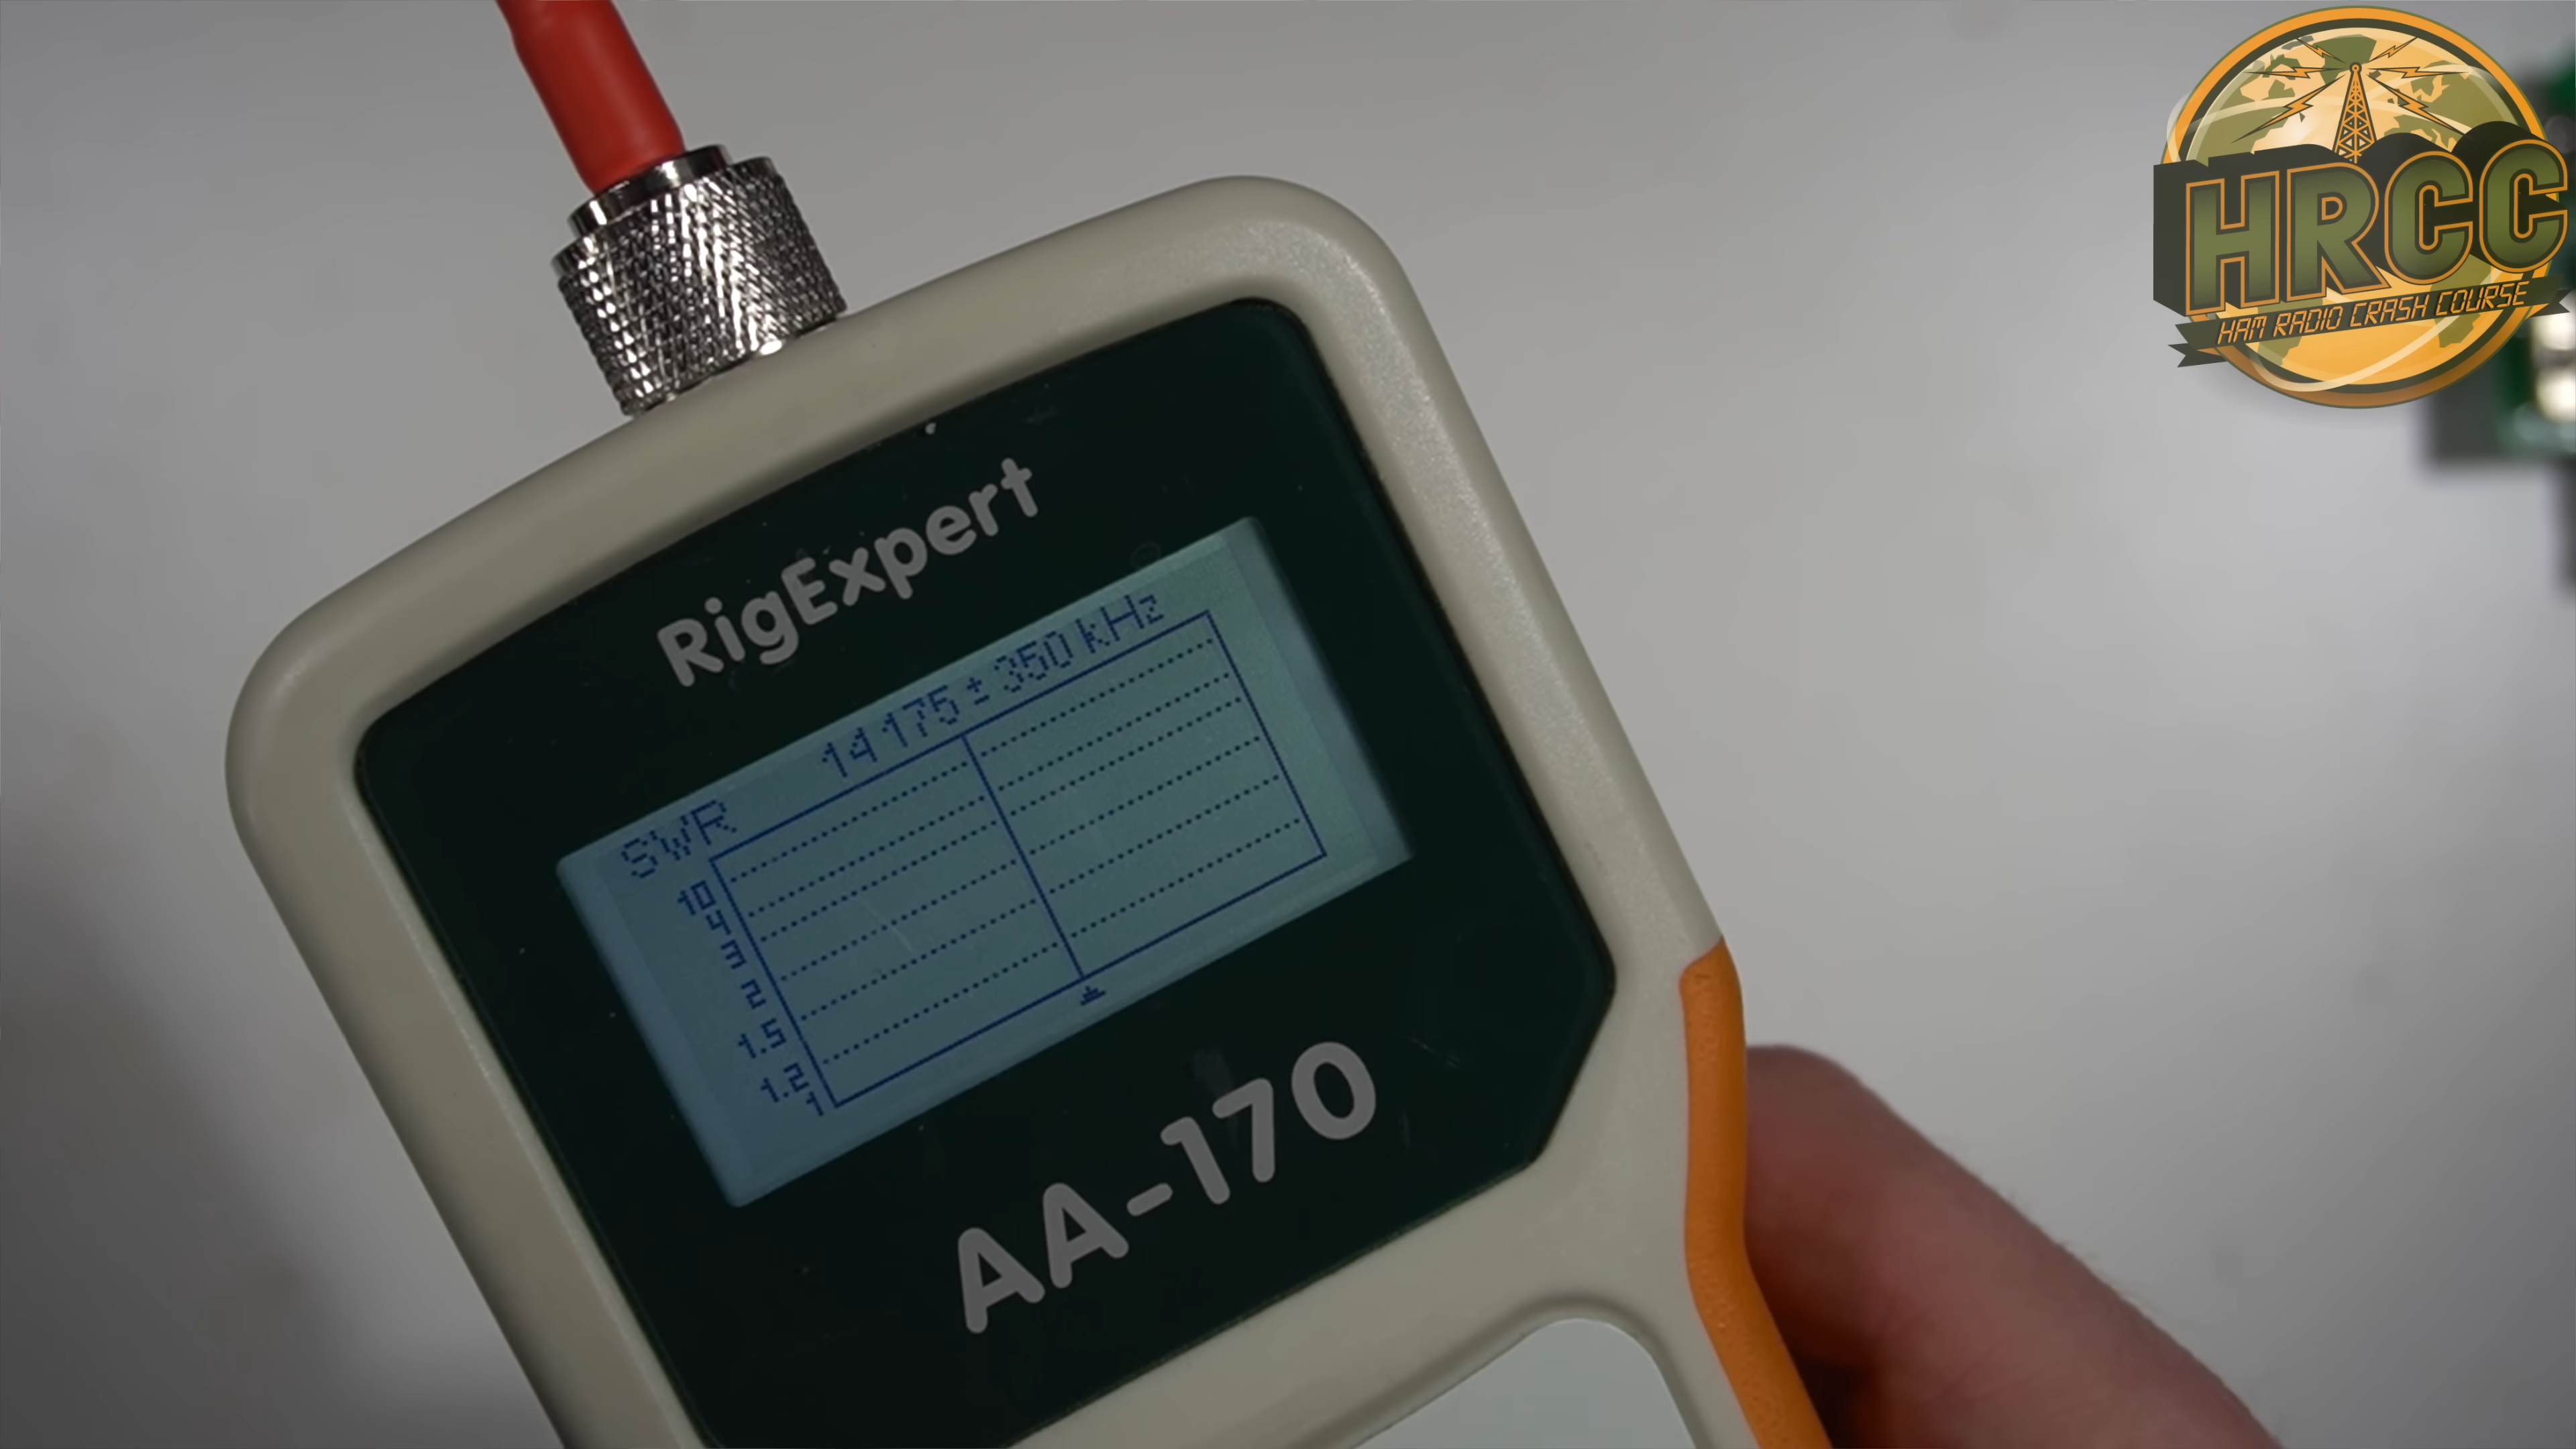 HRCC
HAM RADIO CRASH COURSE
RigExpert
SWR 14 175 ± 350 kHz
10
4
3
2
1.5
1.2
1
AA-170